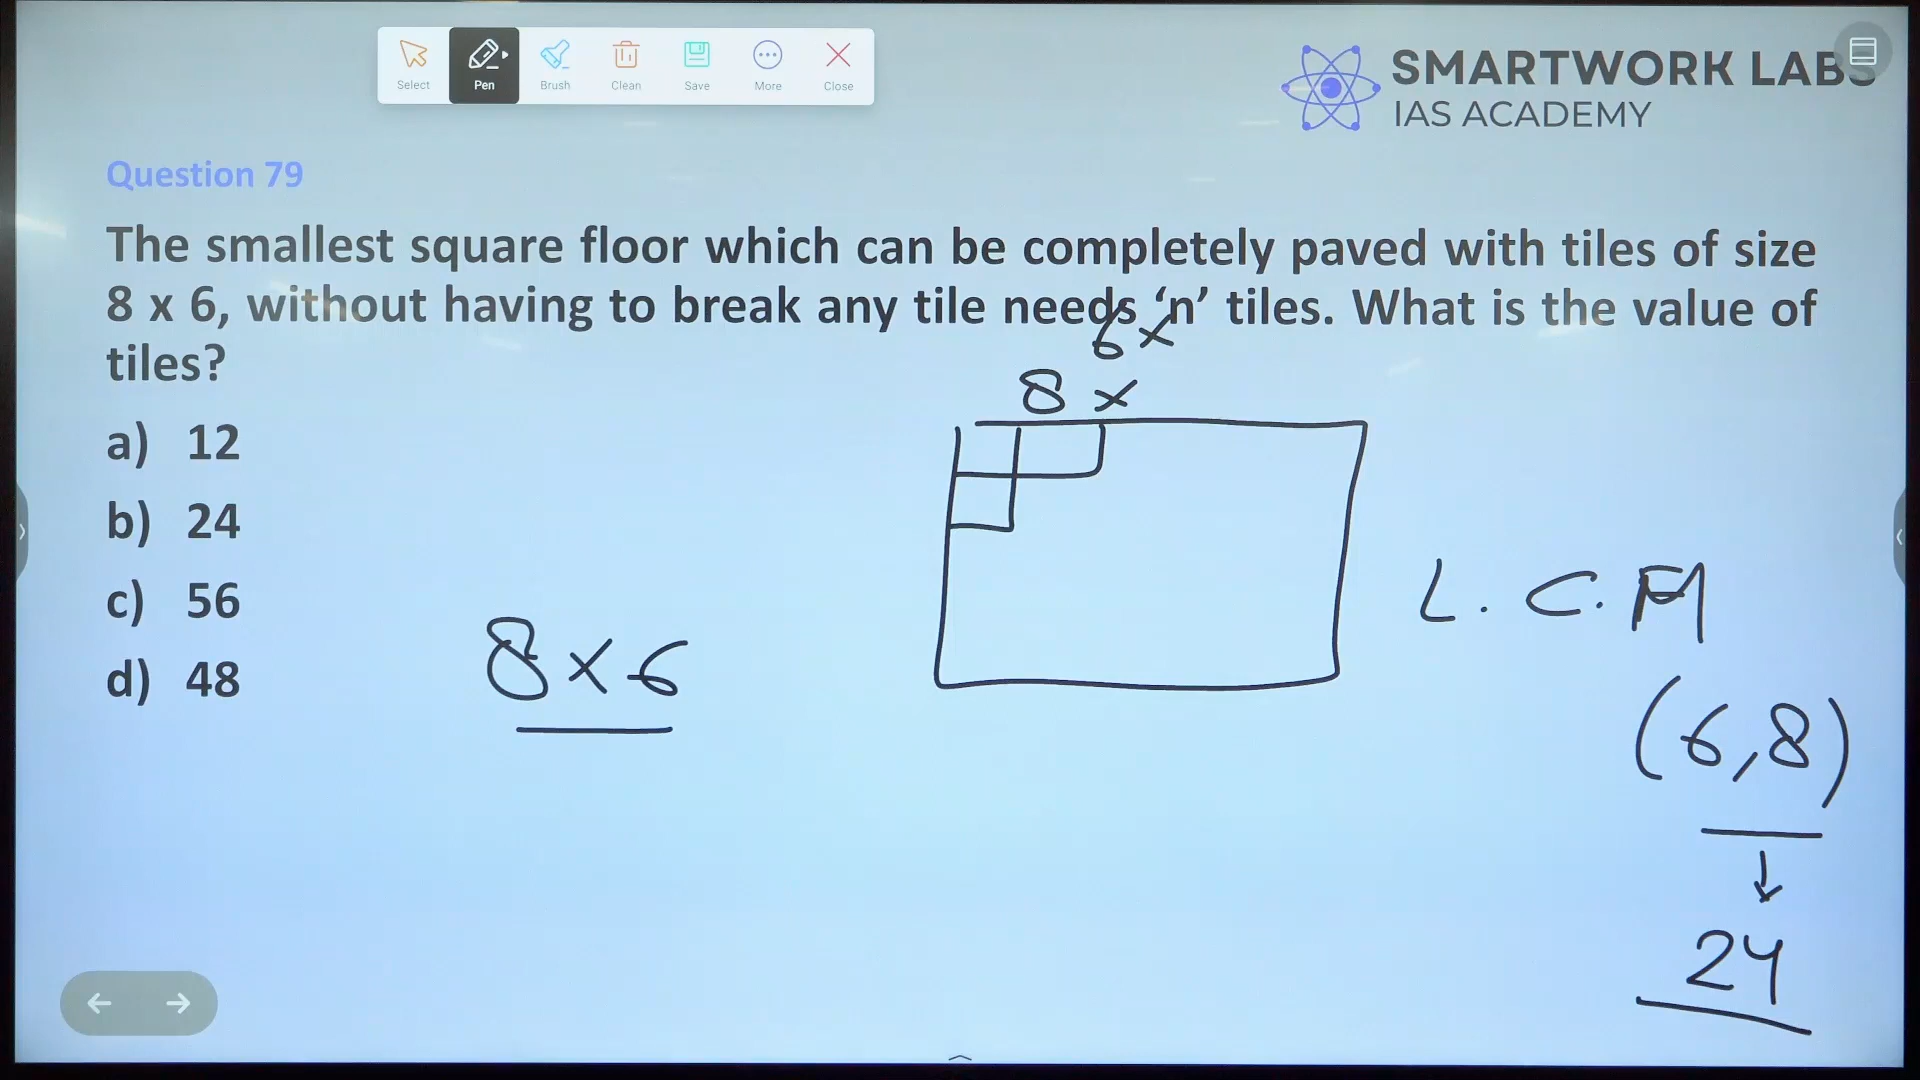 Select Pen Brush Clean Save More Close
SMARTWORK LABS
IAS ACADEMY
Question 79
The smallest square floor which can be completely paved with tiles of size
8 x 6, without having to break any tile needs ‘n’ tiles. What is the value of
tiles?
a) 12
b) 24
c) 56
d) 48
6 x
8 x
8 x 6
L.C.M
(6,8)
24